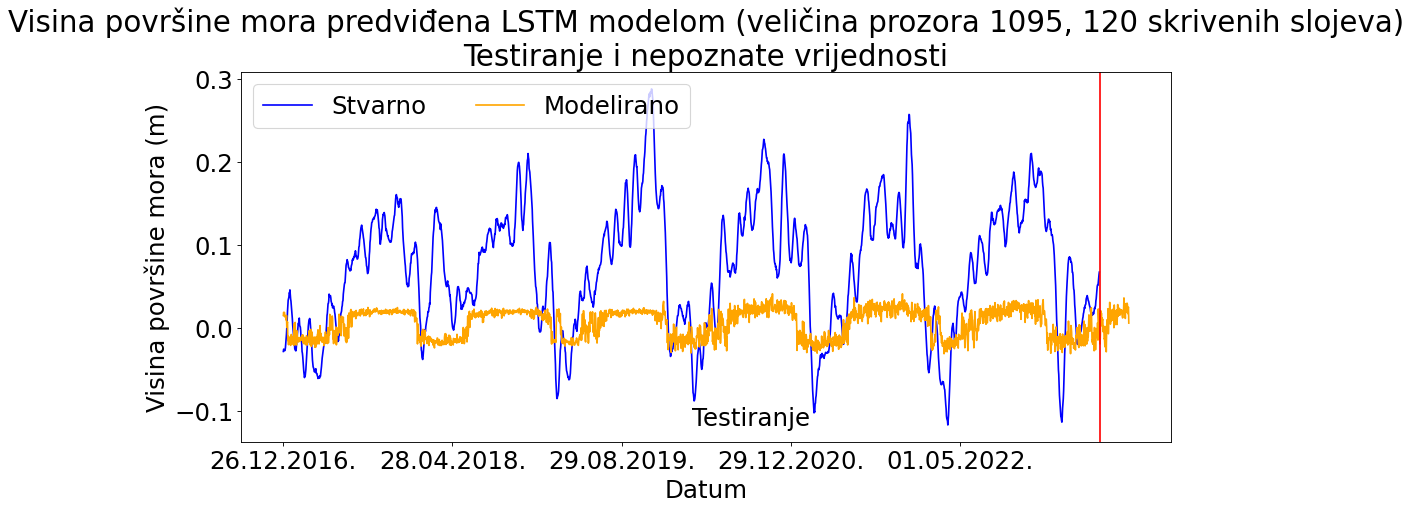 Visina površine mora predviđena LSTM modelom (veličina prozora 1095, 120 skrivenih slojeva)
Testiranje i nepoznate vrijednosti
Visina površine mora (m)
0.3
0.2
0.1
0.0
−0.1
Stvarno
Modelirano
Testiranje
26.12.2016.
28.04.2018.
29.08.2019.
29.12.2020.
01.05.2022.
Datum